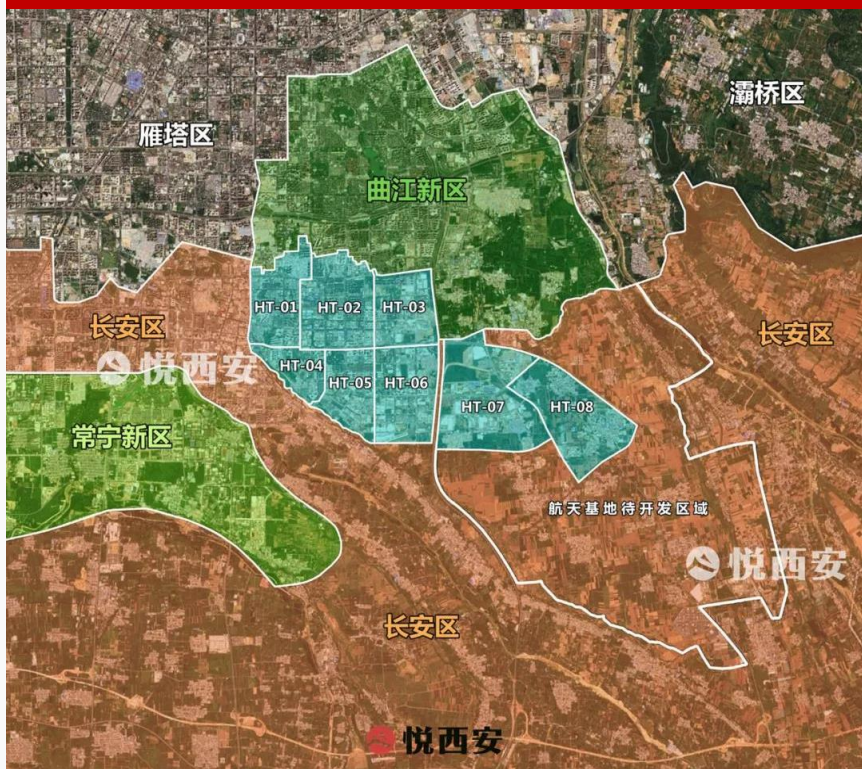 灞桥区
雁塔区
曲江新区
HT-01
HT-02
HT-03
长安区
长安区
悦西安
HT-04
HT-05
HT-06
HT-07
HT-08
常宁新区
航天基地待开发区域
悦西安
长安区
悦西安